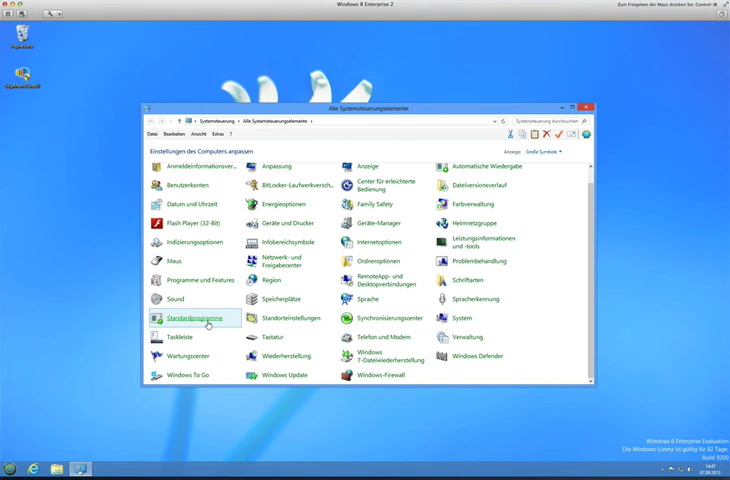 Windows 8 Enterprise 2
Zum Freigeben der Maus drücken Sie: Control-⌘
Papierkorb
Alle Systemsteuerungselemente
Systemsteuerung › Alle Systemsteuerungselemente ›
Systemsteuerung durchsuchen
Datei Bearbeiten Ansicht Extras ?
Einstellungen des Computers anpassen
Anzeige: Große Symbole
Anmeldeinformationsver... Anpassung Anzeige Automatische Wiedergabe
Benutzerkonten BitLocker-Laufwerkversch... Center für erleichterte Bedienung Dateiversionsverlauf
Datum und Uhrzeit Energieoptionen Family Safety Farbverwaltung
Flash Player (32-Bit) Geräte und Drucker Geräte-Manager Heimnetzgruppe
Indizierungsoptionen Infobereichsymbole Internetoptionen Leistungsinformationen und -tools
Maus Netzwerk- und Freigabecenter Ordneroptionen Problembehandlung
Programme und Features Region RemoteApp- und Desktopverbindungen Schriftarten
Sound Speicherplätze Sprache Spracherkennung
Standardprogramme Standorteinstellungen Synchronisierungscenter System
Taskleiste Tastatur Telefon und Modem Verwaltung
Wartungscenter Wiederherstellung Windows 7-Dateiwiederherstellung Windows Defender
Windows To Go Windows Update Windows-Firewall
Windows 8 Enterprise Evaluation
Die Windows-Lizenz ist gültig für 82 Tage.
Build 9200
14:47
07.06.2013